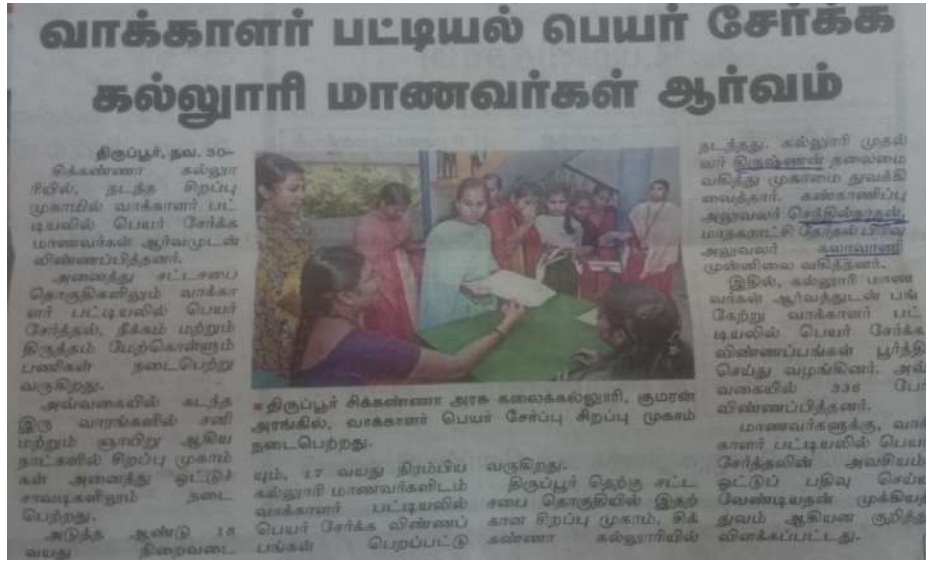 வாக்காளர் பட்டியல் பெயர் சேர்க்க
கல்லூரி மாணவர்கள் ஆர்வம்
திருப்பூர், நவ. 30–
சிக்கண்ணா கல்லூ
ரியில், நடந்த சிறப்பு
முகாமில் வாக்காளர் பட்
டியலில் பெயர் சேர்க்க
மாணவர்கள் ஆர்வமுடன்
விண்ணப்பித்தனர்.
அனைத்து சட்டசபை
தொகுதிகளிலும் வாக்கா
ளர் பட்டியலில் பெயர்
சேர்த்தல், நீக்கம் மற்றும்
திருத்தம் மேற்கொள்ளும்
பணிகள் நடைபெற்று
வருகிறது.
அவ்வகையில் கடந்த
இரு வாரங்களில் சனி
மற்றும் ஞாயிறு ஆகிய
நாட்களில் சிறப்பு முகாம்
கள் அனைத்து ஓட்டுச்
சாவடிகளிலும் நடை
பெற்றது.
அடுத்த ஆண்டு 18
வயது நிறைவடை
■ திருப்பூர் சிக்கண்ணா அரசு கலைக்கல்லூரி, குமரன்
அரங்கில், வாக்காளர் பெயர் சேர்ப்பு சிறப்பு முகாம்
நடைபெற்றது.
யும், 17 வயது நிரம்பிய
கல்லூரி மாணவர்களிடம்
வாக்காளர் பட்டியலில்
பெயர் சேர்க்க விண்ணப்
பங்கள் பெறப்பட்டு
வருகிறது.
திருப்பூர் தெற்கு சட்ட
சபை தொகுதியில் இதற்
கான சிறப்பு முகாம், சிக்
கண்ணா கல்லூரியில்
நடந்தது. கல்லூரி முதல்
வர் கிருஷ்ணன் தலைமை
வகித்து முகாமை துவக்கி
வைத்தார். கண்காணிப்பு
அலுவலர் செந்தில்நாதன்,
மாநகராட்சி தேர்தல் பிரிவு
அலுவலர் கலாவாணி
முன்னிலை வகித்தனர்.
இதில், கல்லூரி மாண
வர்கள் ஆர்வத்துடன் பங்
கேற்று வாக்காளர் பட்
டியலில் பெயர் சேர்க்க
விண்ணப்பங்கள் பூர்த்தி
செய்து வழங்கினர். அவ்
வகையில் 336 பே
விண்ணப்பித்தனர்.
மாணவர்களுக்கு, வாக்
காளர் பட்டியலில் பெய
சேர்த்தலின் அவசியம்
ஓட்டுப் பதிவு செய்ய
வேண்டியதன் முக்கியத்
துவம் ஆகியன குறித்து
விளக்கப்பட்டது.